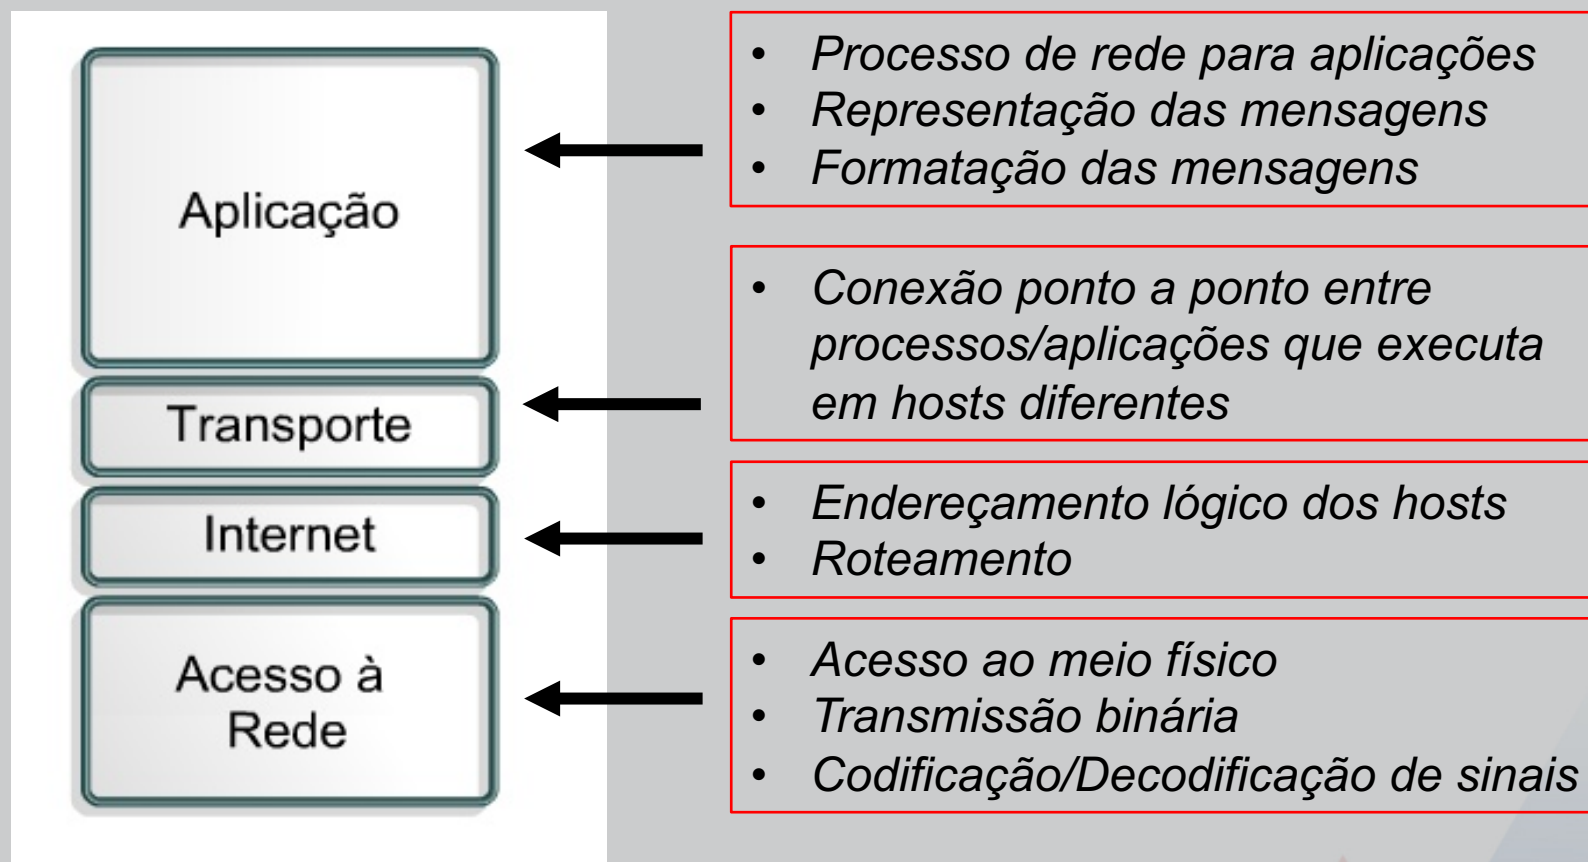 Aplicação
• Processo de rede para aplicações
• Representação das mensagens
• Formatação das mensagens
Transporte
• Conexão ponto a ponto entre
processos/aplicações que executa
em hosts diferentes
Internet
• Endereçamento lógico dos hosts
• Roteamento
Acesso à
Rede
• Acesso ao meio físico
• Transmissão binária
• Codificação/Decodificação de sinais